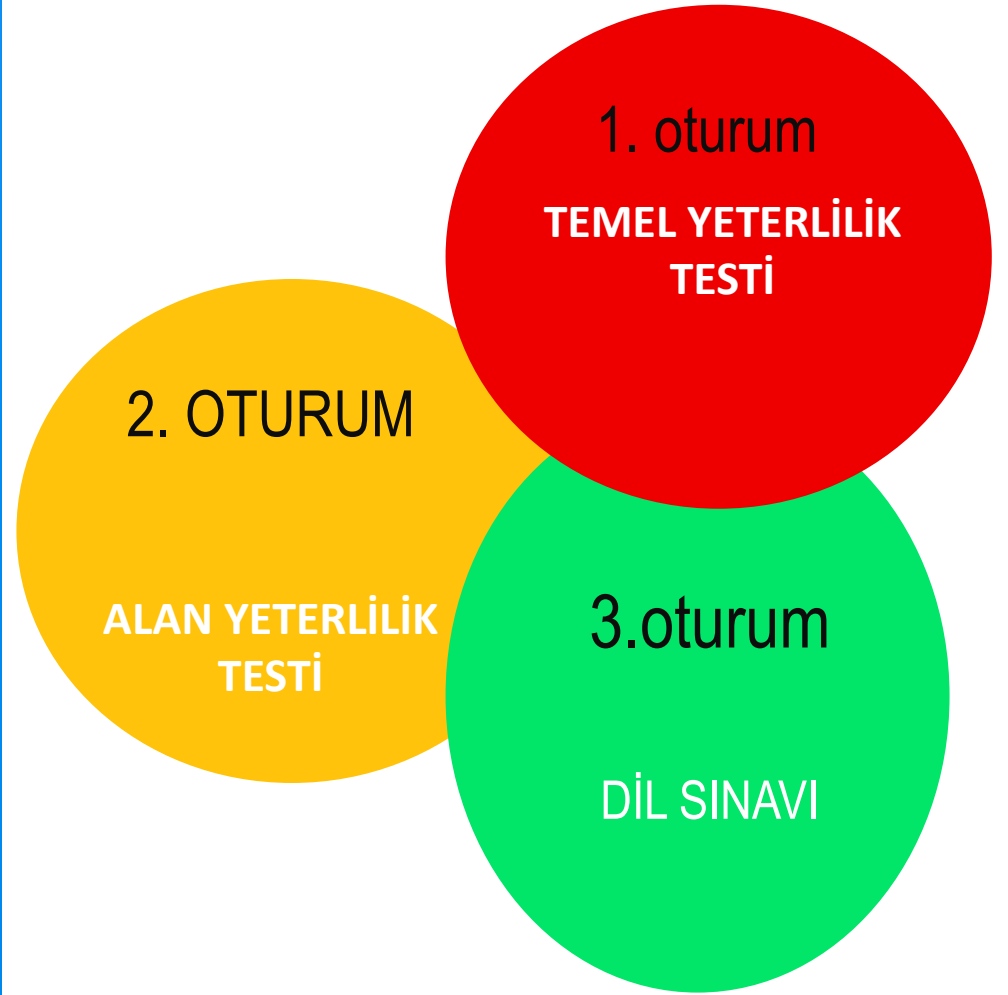 1. oturum
TEMEL YETERLİLİK
TESTİ
2. OTURUM
ALAN YETERLİLİK
TESTİ
3.oturum
DİL SINAVI